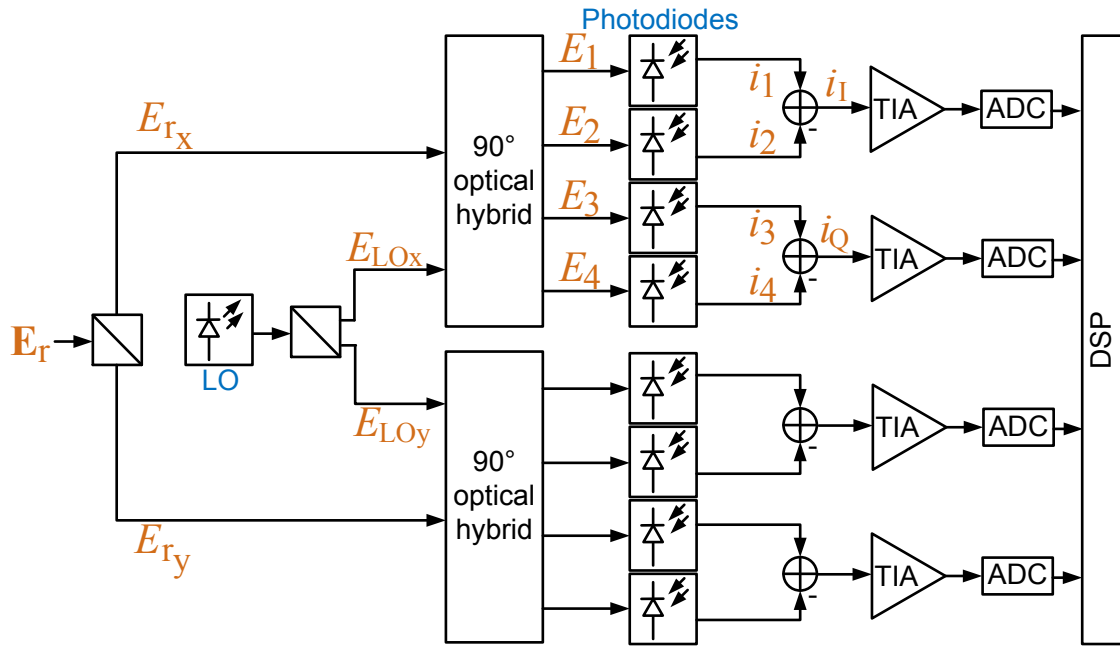 Photodiodes
E1
i1
iI
TIA
ADC
Erx
E2
i2
90°
optical
hybrid
E3
i3
iQ
TIA
ADC
ELOx
E4
i4
Er
LO
DSP
ELOy
TIA
ADC
90°
optical
hybrid
Ery
TIA
ADC
-
-
-
-